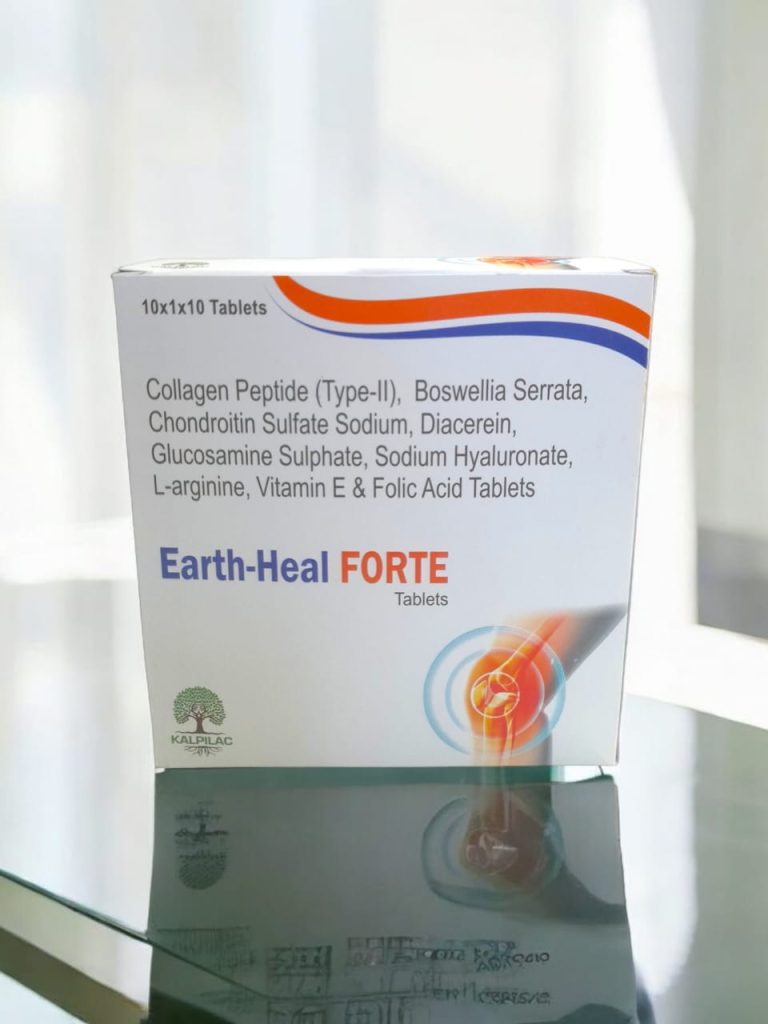 10x1x10 Tablets
Collagen Peptide (Type-II), Boswellia Serrata,
Chondroitin Sulfate Sodium, Diacerein,
Glucosamine Sulphate, Sodium Hyaluronate,
L-arginine, Vitamin E & Folic Acid Tablets
Earth-Heal FORTE
Tablets
KALPILAC